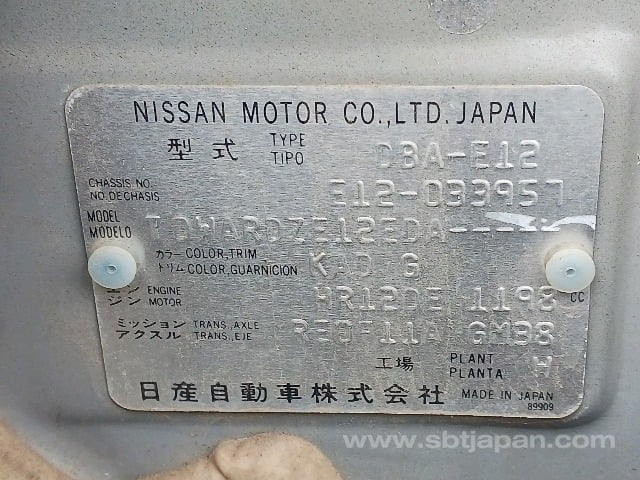 NISSAN MOTOR CO.,LTD. JAPAN
型式 TYPE TIPO DBA-E12
CHASSIS NO. NO. DECHASIS E12-033957
MODEL MODELO TDWARDZE12EDA-----
カラー COLOR,TRIM トリム COLOR,GUARNICION KAD G
エン ENGINE ジン MOTOR HR12DE 1198 CC
ミッション TRANS.AXLE アクスル TRANS,EJE RE0F11A GM38
工場 PLANT PLANTA W
日産自動車株式会社 MADE IN JAPAN
89909
www.sbtjapan.com